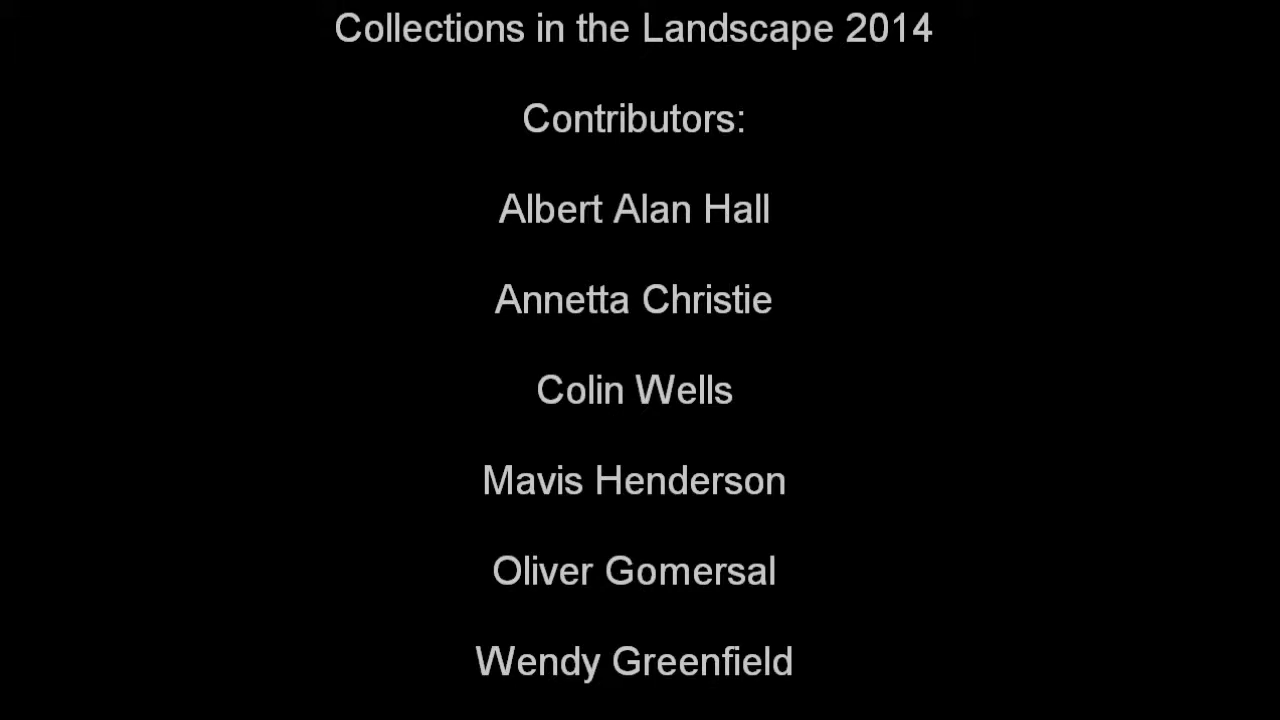 Collections in the Landscape 2014
Contributors:
Albert Alan Hall
Annetta Christie
Colin Wells
Mavis Henderson
Oliver Gomersal
Wendy Greenfield